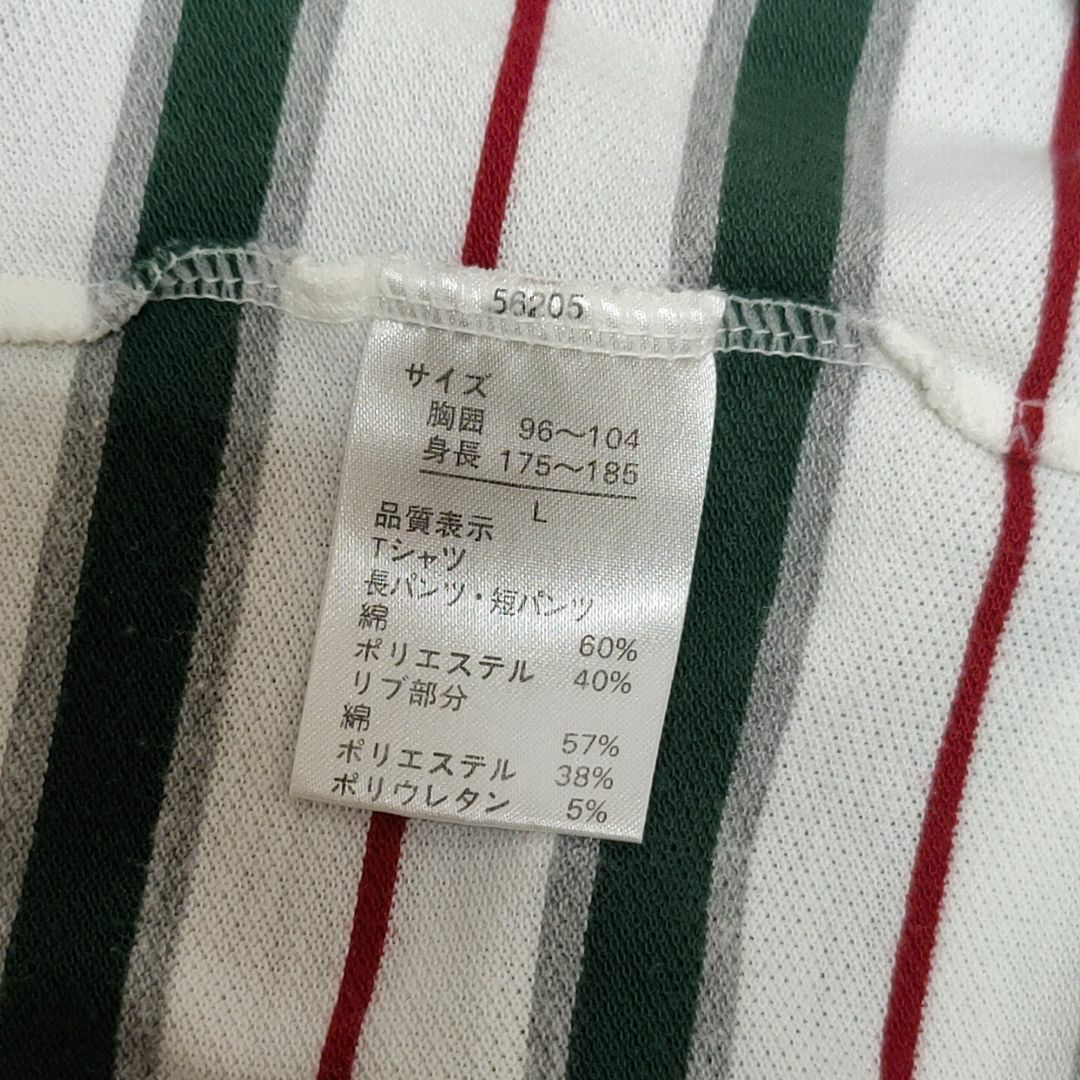 56205
サイズ
胸囲 96～104
身長 175～185
L
品質表示
Tシャツ
長パンツ・短パンツ
綿 60%
ポリエステル 40%
リブ部分
綿 57%
ポリエステル 38%
ポリウレタン 5%